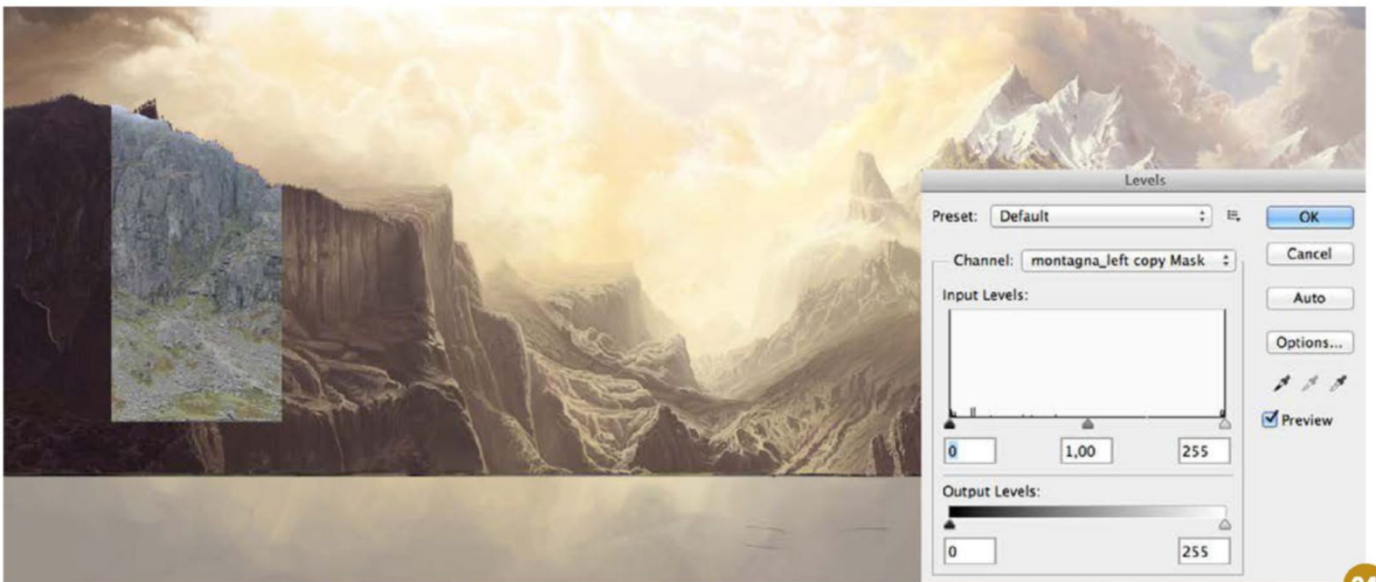 Levels
Preset: Default
OK
Channel: montagna_left copy Mask
Cancel
Input Levels:
Auto
Options...
Preview
0 1,00 255
Output Levels:
0 255